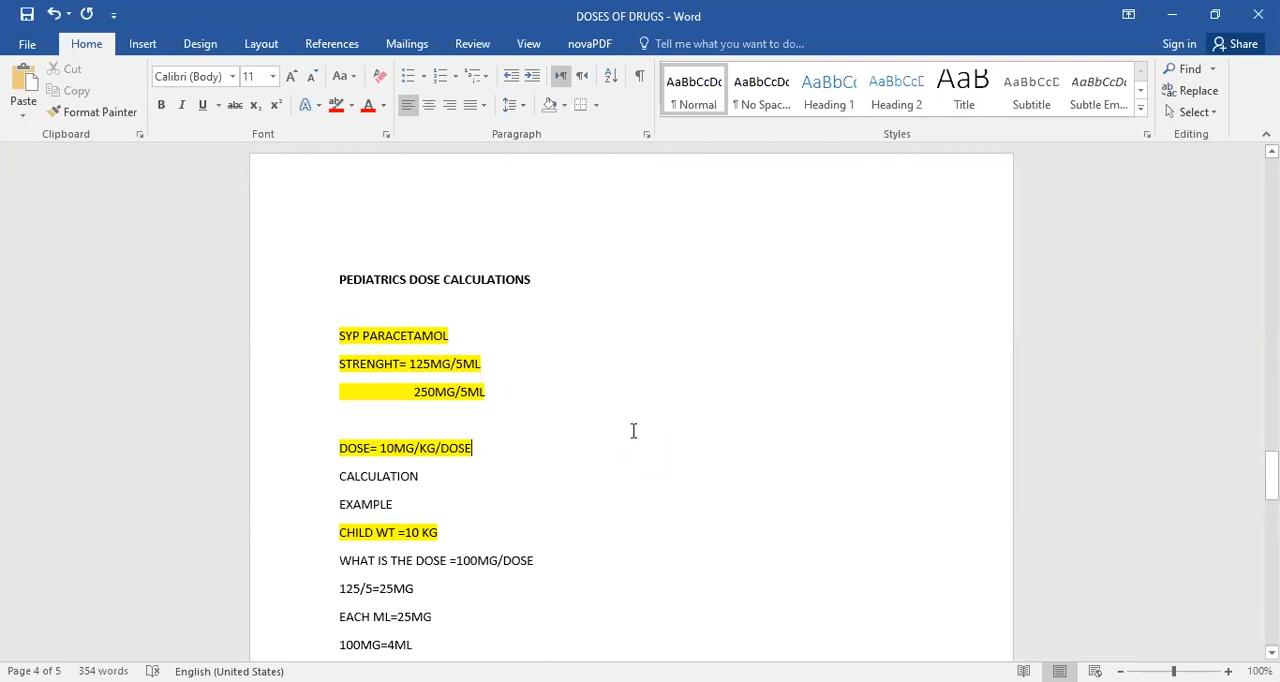 DOSES OF DRUGS - Word
File Home Insert Design Layout References Mailings Review View novaPDF Tell me what you want to do... Sign in Share
Paste
Cut
Copy
Format Painter
Clipboard
Calibri (Body) 11
Font
Paragraph
AaBbCcDc AaBbCcDc AaBbCc AaBbCcD AaB AaBbCcD AaBbCcDc
¶ Normal ¶ No Spac... Heading 1 Heading 2 Title Subtitle Subtle Em...
Styles
Find
Replace
Select
Editing
PEDIATRICS DOSE CALCULATIONS
SYP PARACETAMOL
STRENGHT= 125MG/5ML
250MG/5ML
DOSE= 10MG/KG/DOSE
CALCULATION
EXAMPLE
CHILD WT =10 KG
WHAT IS THE DOSE =100MG/DOSE
125/5=25MG
EACH ML=25MG
100MG=4ML
Page 4 of 5 354 words English (United States) 100%